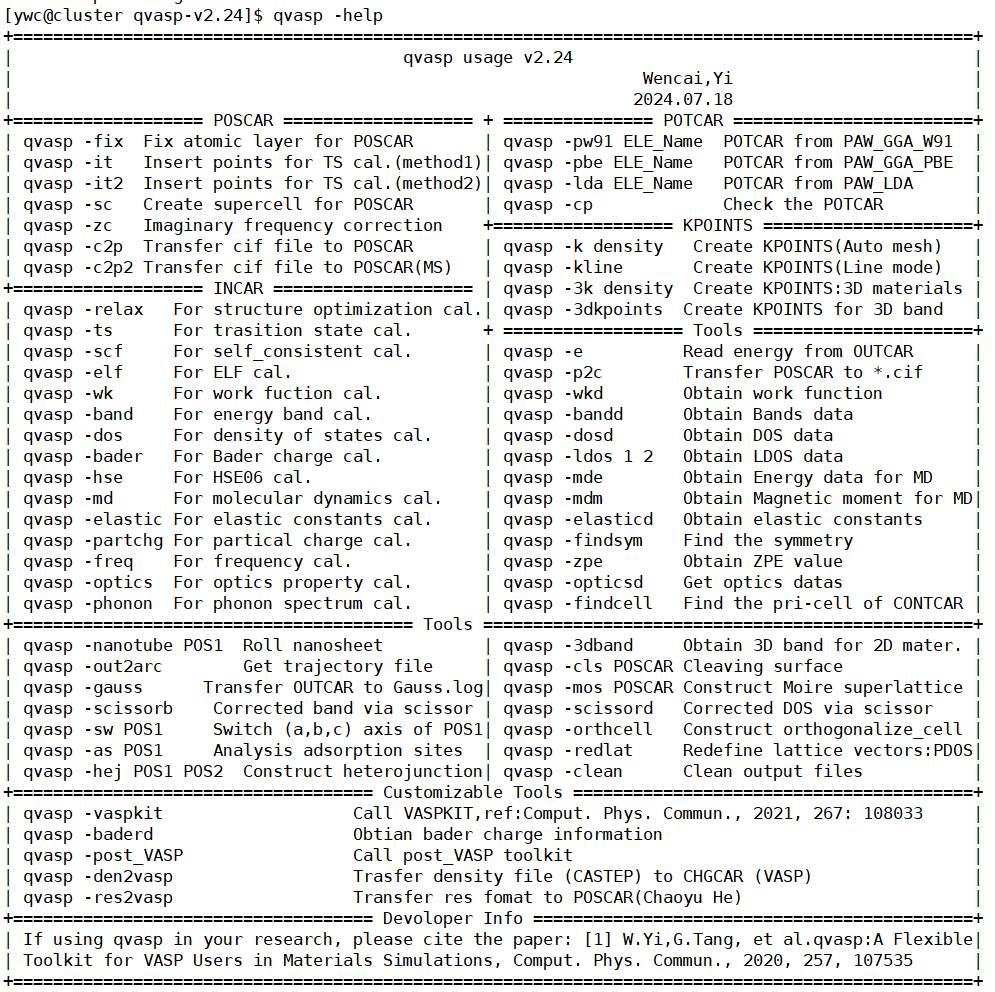 [ywc@cluster qvasp-v2.24]$ qvasp -help
+================================================================================================+
| qvasp usage v2.24 |
| Wencai,Yi |
| 2024.07.18 |
+=================== POSCAR =================== + =============== POTCAR ========================+
| qvasp -fix  Fix atomic layer for POSCAR | qvasp -pw91 ELE_Name  POTCAR from PAW_GGA_W91 |
| qvasp -it   Insert points for TS cal.(method1)| qvasp -pbe ELE_Name   POTCAR from PAW_GGA_PBE |
| qvasp -it2  Insert points for TS cal.(method2)| qvasp -lda ELE_Name   POTCAR from PAW_LDA |
| qvasp -sc   Create supercell for POSCAR | qvasp -cp             Check the POTCAR |
| qvasp -zc   Imaginary frequency correction +================== KPOINTS =====================+
| qvasp -c2p  Transfer cif file to POSCAR | qvasp -k density   Create KPOINTS(Auto mesh) |
| qvasp -c2p2 Transfer cif file to POSCAR(MS) | qvasp -kline       Create KPOINTS(Line mode) |
+=================== INCAR ==================== | qvasp -3k density  Create KPOINTS:3D materials |
| qvasp -relax   For structure optimization cal.| qvasp -3dkpoints  Create KPOINTS for 3D band |
| qvasp -ts      For trasition state cal. + ================== Tools ======================+
| qvasp -scf     For self_consistent cal. | qvasp -e          Read energy from OUTCAR |
| qvasp -elf     For ELF cal. | qvasp -p2c        Transfer POSCAR to *.cif |
| qvasp -wk      For work fuction cal. | qvasp -wkd        Obtain work function |
| qvasp -band    For energy band cal. | qvasp -bandd      Obtain Bands data |
| qvasp -dos     For density of states cal. | qvasp -dosd       Obtain DOS data |
| qvasp -bader   For Bader charge cal. | qvasp -ldos 1 2   Obtain LDOS data |
| qvasp -hse     For HSE06 cal. | qvasp -mde        Obtain Energy data for MD |
| qvasp -md      For molecular dynamics cal. | qvasp -mdm        Obtain Magnetic moment for MD|
| qvasp -elastic For elastic constants cal. | qvasp -elasticd   Obtain elastic constants |
| qvasp -partchg For partical charge cal. | qvasp -findsym    Find the symmetry |
| qvasp -freq    For frequency cal. | qvasp -zpe        Obtain ZPE value |
| qvasp -optics  For optics property cal. | qvasp -opticsd    Get optics datas |
| qvasp -phonon  For phonon spectrum cal. | qvasp -findcell   Find the pri-cell of CONTCAR |
+======================================== Tools =================================================+
| qvasp -nanotube POS1  Roll nanosheet | qvasp -3dband     Obtain 3D band for 2D mater. |
| qvasp -out2arc        Get trajectory file | qvasp -cls POSCAR Cleaving surface |
| qvasp -gauss      Transfer OUTCAR to Gauss.log| qvasp -mos POSCAR Construct Moire superlattice |
| qvasp -scissorb    Corrected band via scissor | qvasp -scissord   Corrected DOS via scissor |
| qvasp -sw POS1     Switch (a,b,c) axis of POS1| qvasp -orthcell   Construct orthogonalize_cell |
| qvasp -as POS1     Analysis adsorption sites | qvasp -redlat     Redefine lattice vectors:PDOS|
| qvasp -hej POS1 POS2  Construct heterojunction| qvasp -clean      Clean output files |
+==================================== Customizable Tools ========================================+
| qvasp -vaspkit                   Call VASPKIT,ref:Comput. Phys. Commun., 2021, 267: 108033 |
| qvasp -baderd                    Obtian bader charge information |
| qvasp -post_VASP                 Call post_VASP toolkit |
| qvasp -den2vasp                  Trasfer density file (CASTEP) to CHGCAR (VASP) |
| qvasp -res2vasp                  Transfer res fomat to POSCAR(Chaoyu He) |
+==================================== Devoloper Info ============================================+
| If using qvasp in your research, please cite the paper: [1] W.Yi,G.Tang, et al.qvasp:A Flexible|
| Toolkit for VASP Users in Materials Simulations, Comput. Phys. Commun., 2020, 257, 107535 |
+================================================================================================+